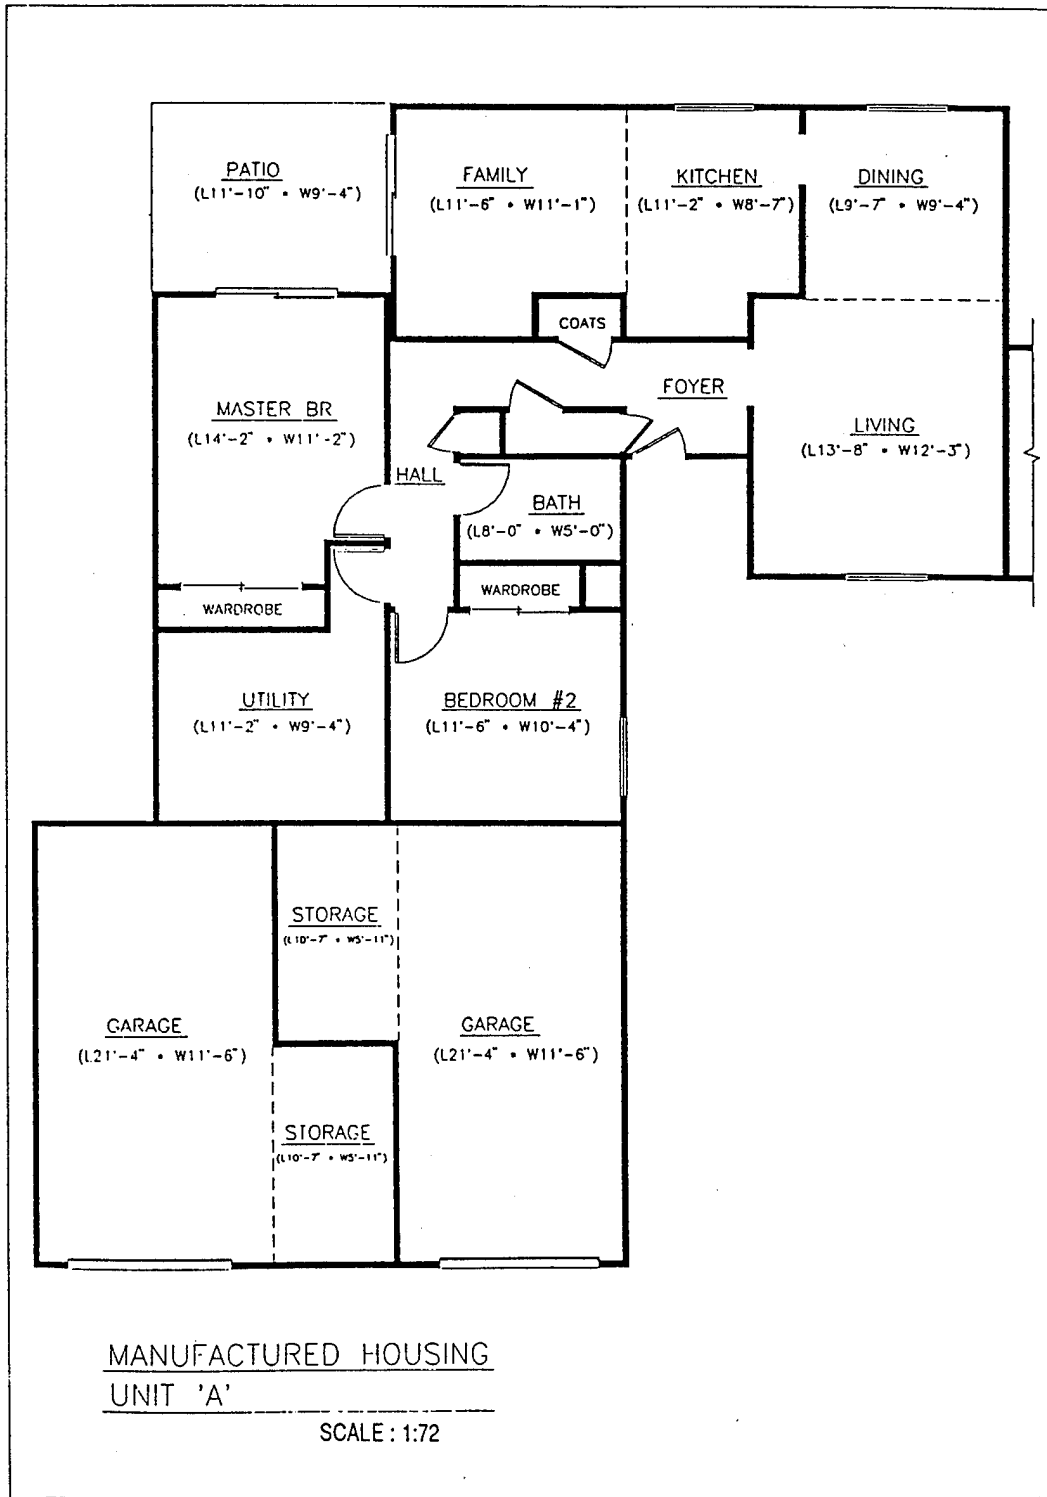 PATIO
(L11'-10" • W9'-4")
FAMILY
(L11'-6" • W11'-1")
KITCHEN
(L11'-2" • W8'-7")
DINING
(L9'-7" • W9'-4")
COATS
FOYER
MASTER BR
(L14'-2" • W11'-2")
LIVING
(L13'-8" • W12'-3")
HALL
BATH
(L8'-0" • W5'-0")
WARDROBE
WARDROBE
UTILITY
(L11'-2" • W9'-4")
BEDROOM #2
(L11'-6" • W10'-4")
STORAGE
(L10'-7" • W5'-11")
GARAGE
(L21'-4" • W11'-6")
GARAGE
(L21'-4" • W11'-6")
STORAGE
(L10'-7" • W5'-11")
MANUFACTURED HOUSING
UNIT 'A'
SCALE : 1:72